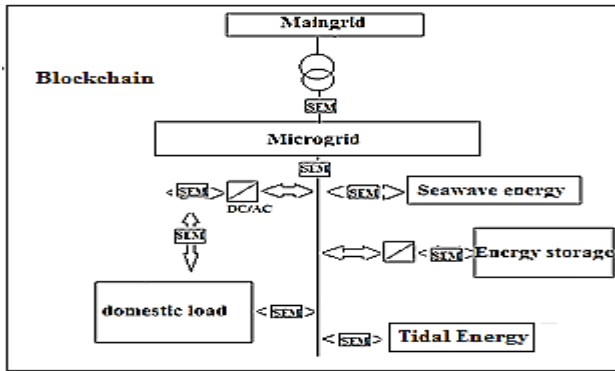 Maingrid
Blockchain
SEM
Microgrid
SEM
SEM
DC/AC
SEM
Seawave energy
SEM
SEM
Energy storage
domestic load
SEM
SEM
Tidal Energy